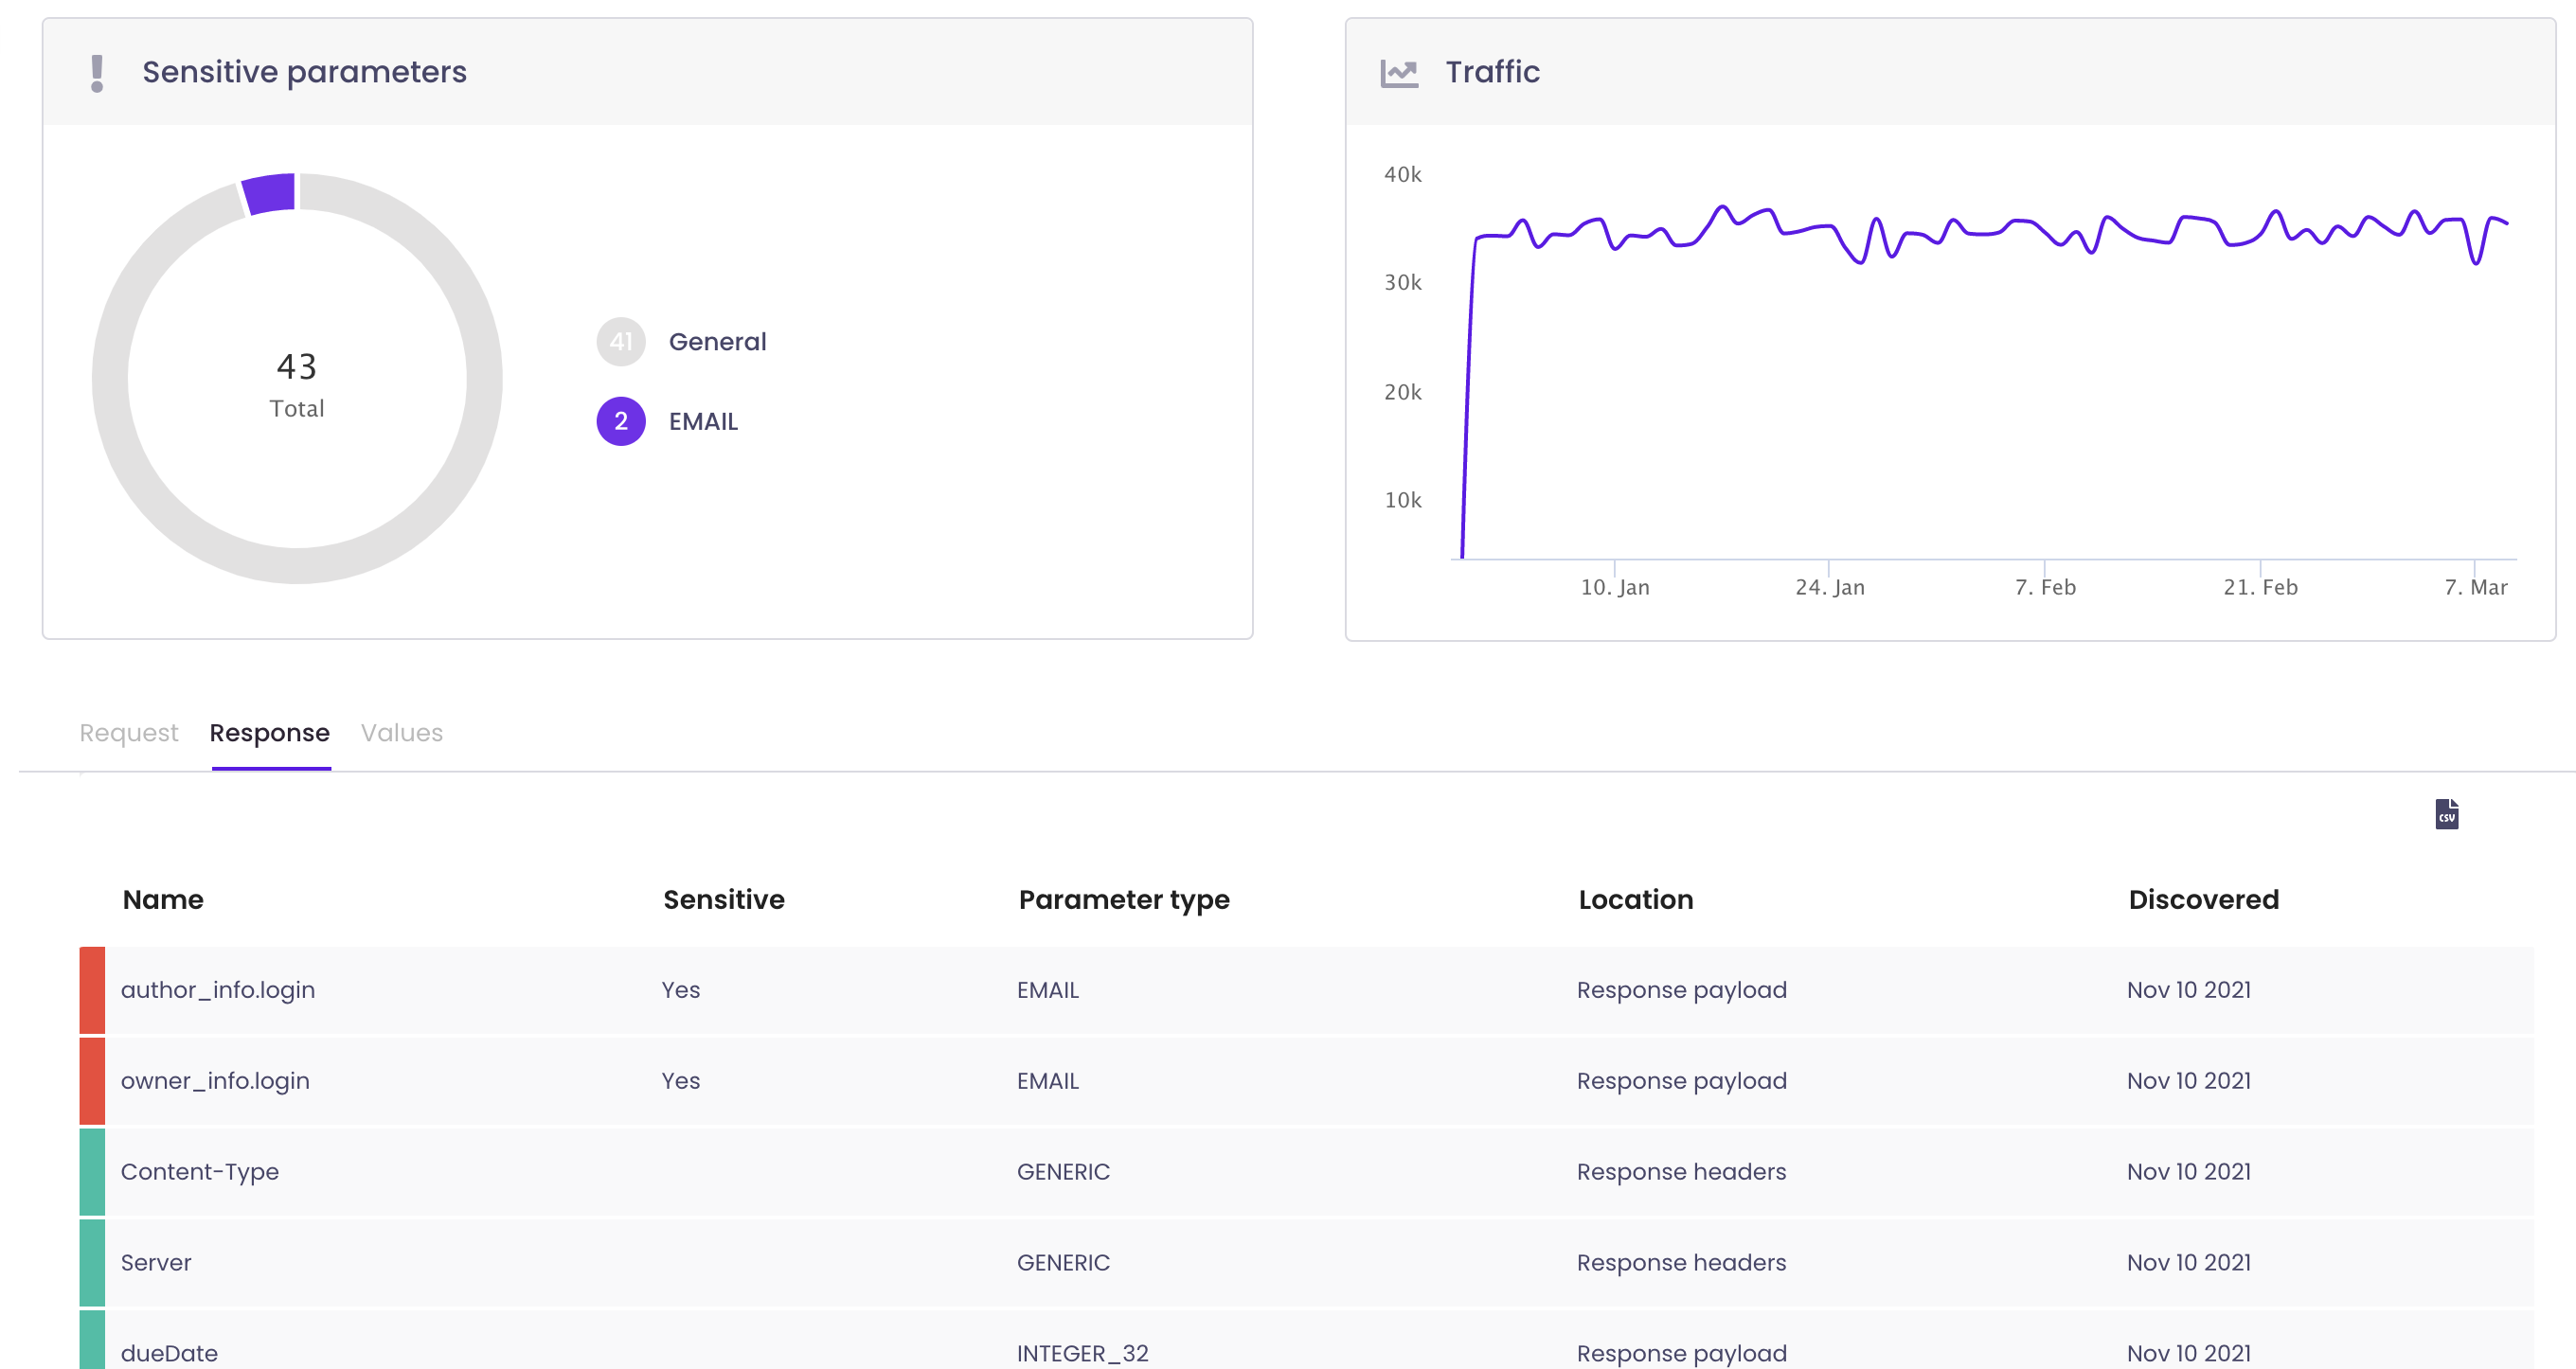 Sensitive parameters
43
Total
41 General
2 EMAIL
Traffic
40k
30k
20k
10k
10. Jan 24. Jan 7. Feb 21. Feb 7. Mar
Request Response Values
CSV
Name Sensitive Parameter type Location Discovered
author_info.login Yes EMAIL Response payload Nov 10 2021
owner_info.login Yes EMAIL Response payload Nov 10 2021
Content-Type GENERIC Response headers Nov 10 2021
Server GENERIC Response headers Nov 10 2021
dueDate INTEGER_32 Response payload Nov 10 2021